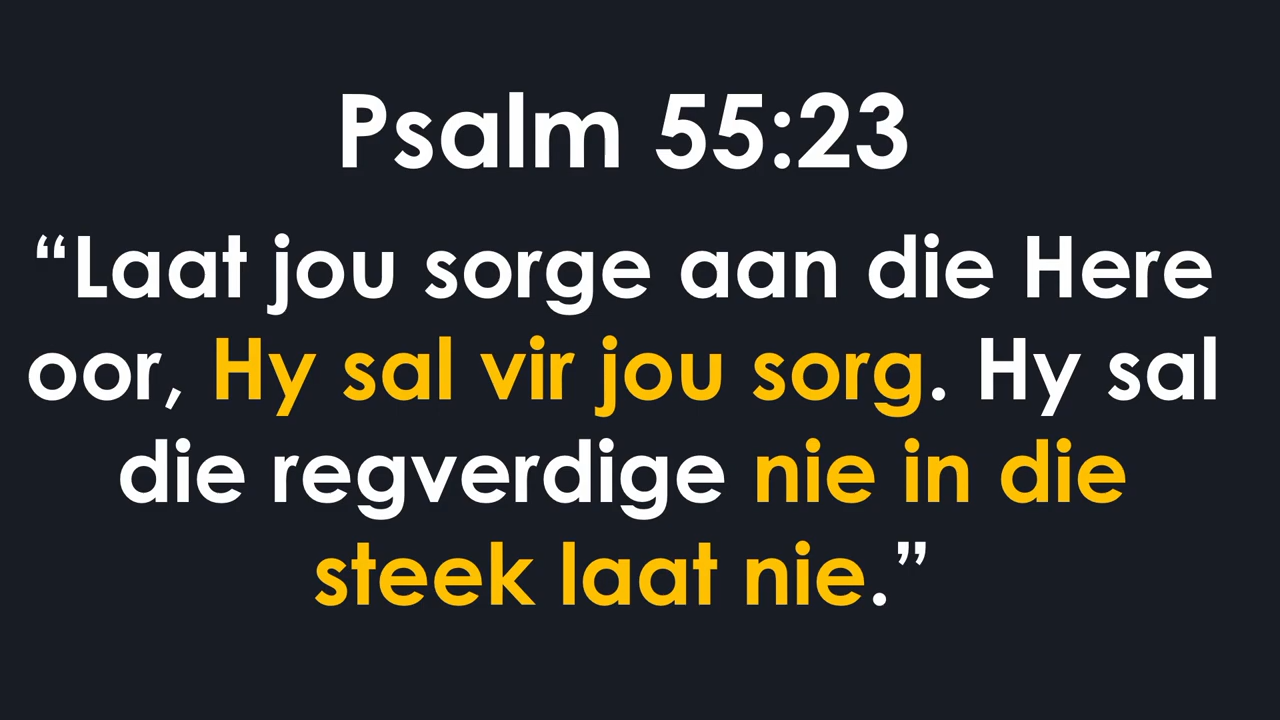 Psalm 55:23
“Laat jou sorge aan die Here
oor, Hy sal vir jou sorg. Hy sal
die regverdige nie in die
steek laat nie.”